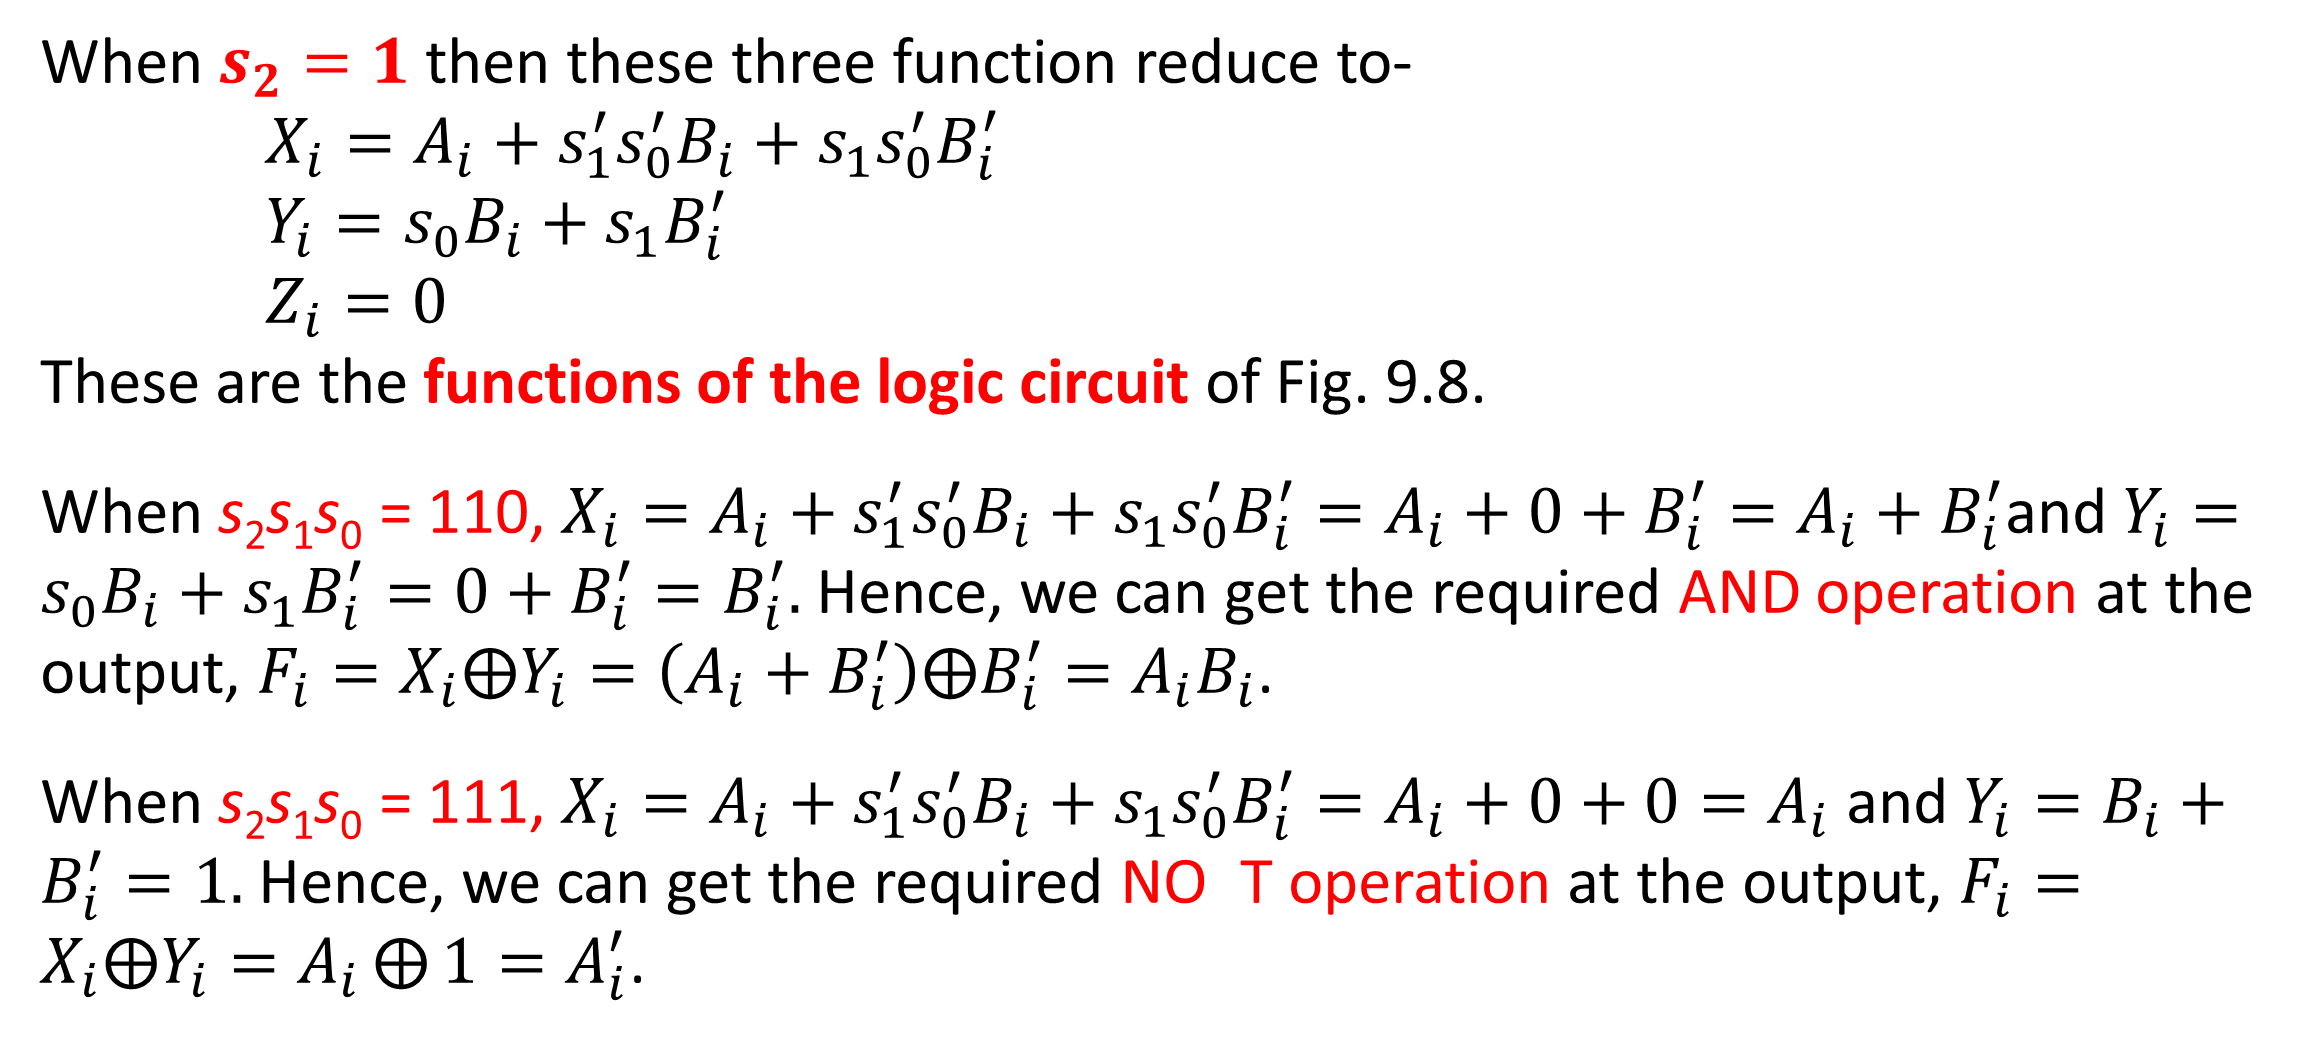 When 𝒔₂ = 𝟏 then these three function reduce to-
Xᵢ = Aᵢ + s₁′s₀′Bᵢ + s₁s₀′Bᵢ′
Yᵢ = s₀Bᵢ + s₁Bᵢ′
Zᵢ = 0
These are the functions of the logic circuit of Fig. 9.8.
When s₂s₁s₀ = 110, Xᵢ = Aᵢ + s₁′s₀′Bᵢ + s₁s₀′Bᵢ′ = Aᵢ + 0 + Bᵢ′ = Aᵢ + Bᵢ′and Yᵢ =
s₀Bᵢ + s₁Bᵢ′ = 0 + Bᵢ′ = Bᵢ′. Hence, we can get the required AND operation at the
output, Fᵢ = Xᵢ⊕Yᵢ = (Aᵢ + Bᵢ′)⊕Bᵢ′ = AᵢBᵢ.
When s₂s₁s₀ = 111, Xᵢ = Aᵢ + s₁′s₀′Bᵢ + s₁s₀′Bᵢ′ = Aᵢ + 0 + 0 = Aᵢ and Yᵢ = Bᵢ +
Bᵢ′ = 1. Hence, we can get the required NO T operation at the output, Fᵢ =
Xᵢ⊕Yᵢ = Aᵢ ⊕ 1 = Aᵢ′.